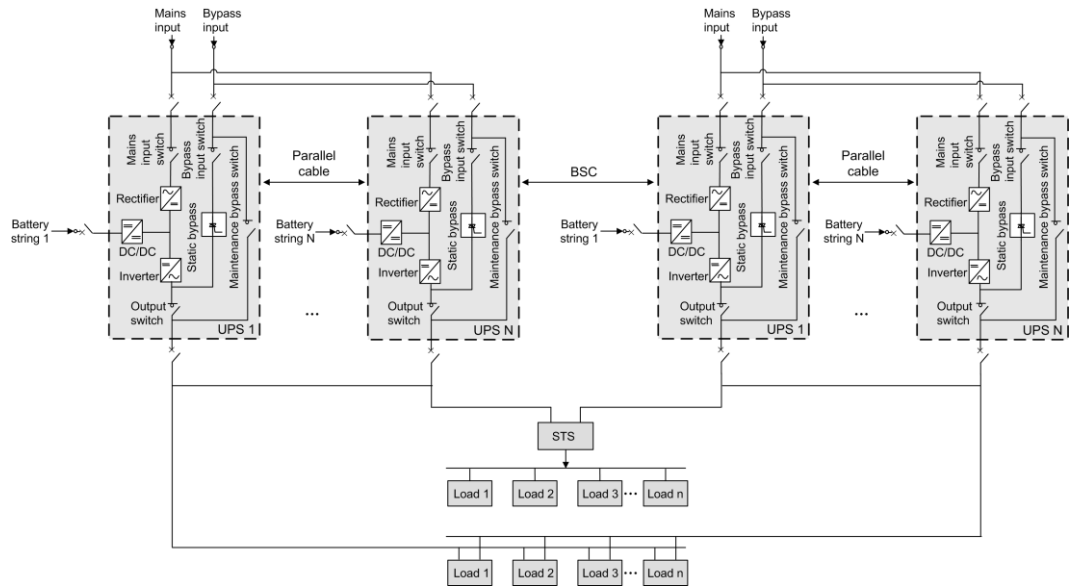 Mains
input
Bypass
input
Mains
input
Bypass
input
Mains
input
switch
Bypass
input switch
Rectifier
Battery
string 1
DC/DC
Inverter
Static bypass
Maintenance bypass switch
Output
switch
UPS 1
Parallel
cable
...
Mains
input
switch
Bypass
input switch
Rectifier
Battery
string N
DC/DC
Inverter
Static bypass
Maintenance bypass switch
Output
switch
UPS N
BSC
Mains
input
switch
Bypass
input switch
Rectifier
Battery
string 1
DC/DC
Inverter
Static bypass
Maintenance bypass switch
Output
switch
UPS 1
Parallel
cable
...
Mains
input
switch
Bypass
input switch
Rectifier
Battery
string N
DC/DC
Inverter
Static bypass
Maintenance bypass switch
Output
switch
UPS N
STS
Load 1 Load 2 Load 3 ... Load n
Load 1 Load 2 Load 3 ... Load n